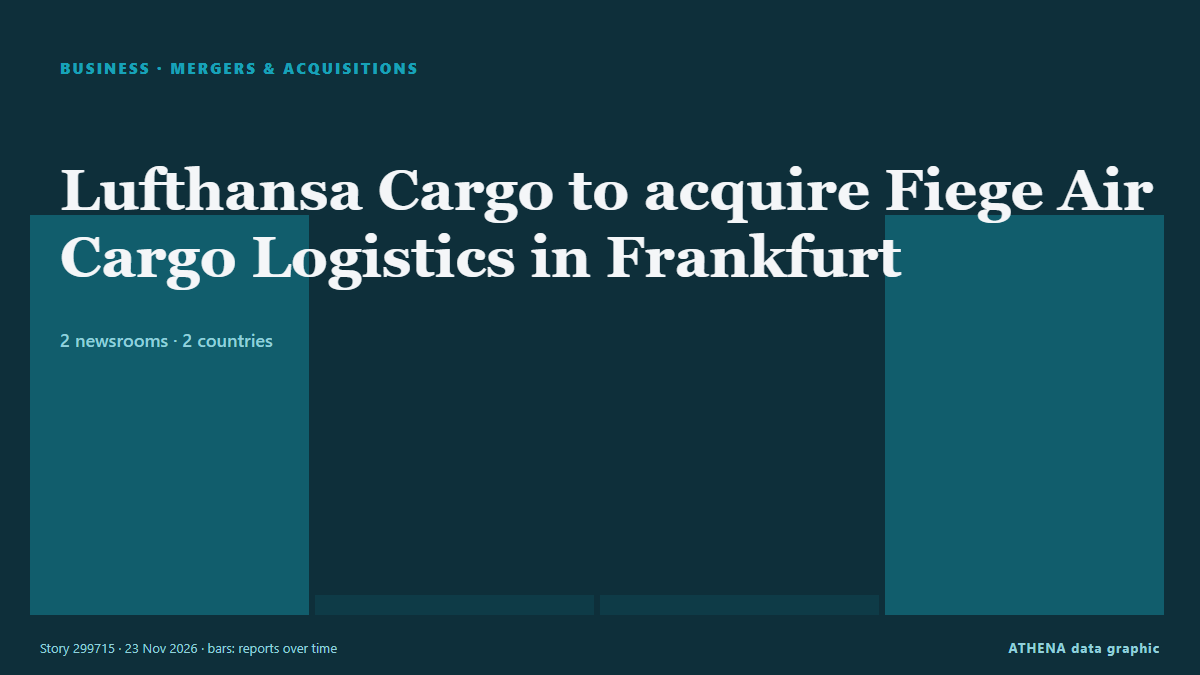 BUSINESS · MERGERS & ACQUISITIONS
Lufthansa Cargo to acquire Fiege Air
Cargo Logistics in Frankfurt
2 newsrooms · 2 countries
Story 299715 · 23 Nov 2026 · bars: reports over time
ATHENA data graphic